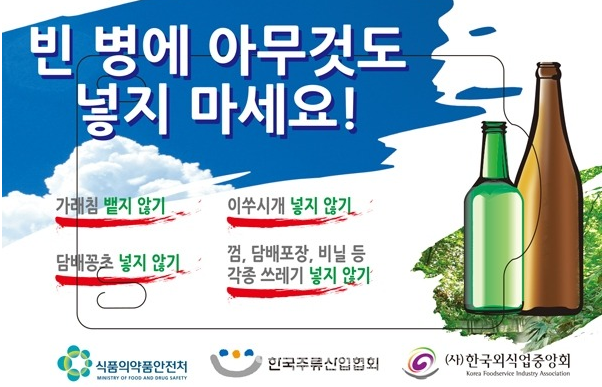 빈 병에 아무것도
넣지 마세요!
가래침 뱉지 않기
이쑤시개 넣지 않기
담배꽁초 넣지 않기
껌, 담배포장, 비닐 등
각종 쓰레기 넣지 않기
식품의약품안전처
MINISTRY OF FOOD AND DRUG SAFETY
한국주류산업협회
(사)한국외식업중앙회
Korea Foodservice Industry Association